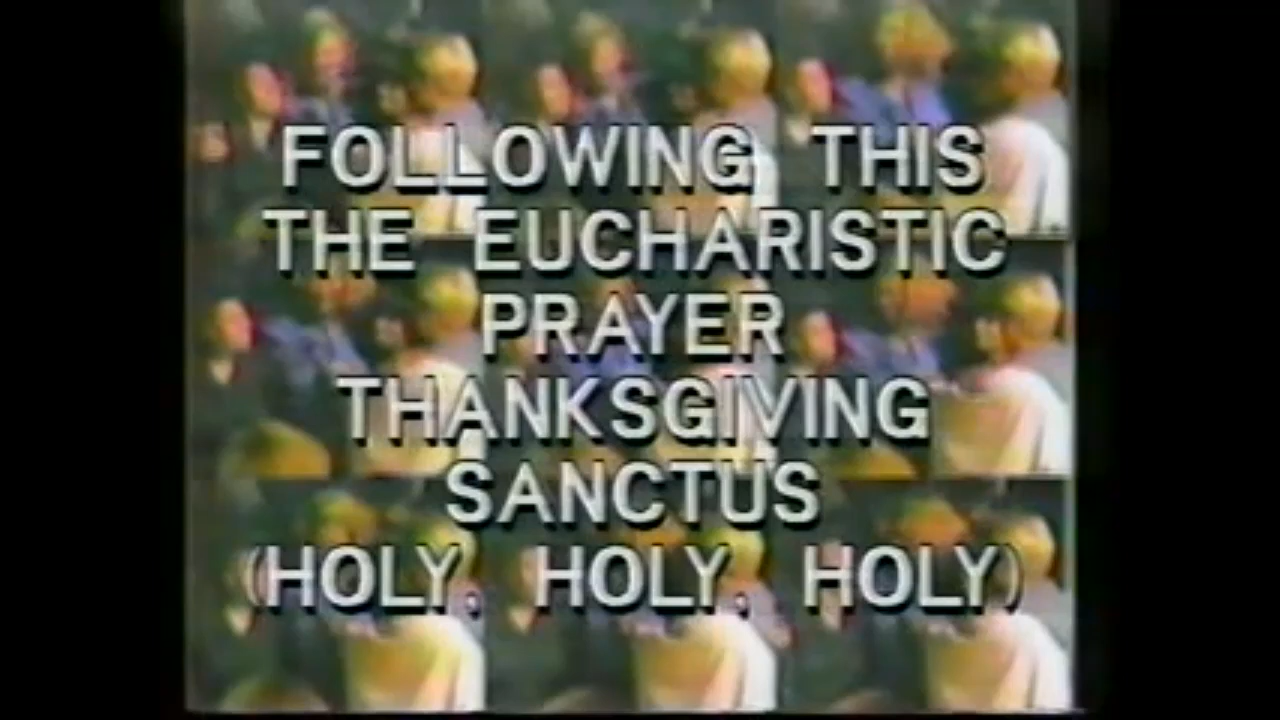 FOLLOWING THIS
THE EUCHARISTIC
PRAYER
THANKSGIVING
SANCTUS
(HOLY, HOLY, HOLY)